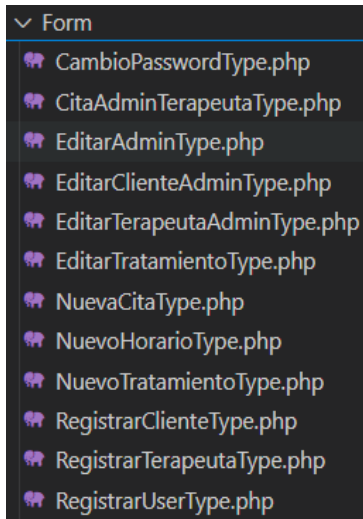 Form
CambioPasswordType.php
CitaAdminTerapeutaType.php
EditarAdminType.php
EditarClienteAdminType.php
EditarTerapeutaAdminType.php
EditarTratamientoType.php
NuevaCitaType.php
NuevoHorarioType.php
NuevoTratamientoType.php
RegistrarClienteType.php
RegistrarTerapeutaType.php
RegistrarUserType.php